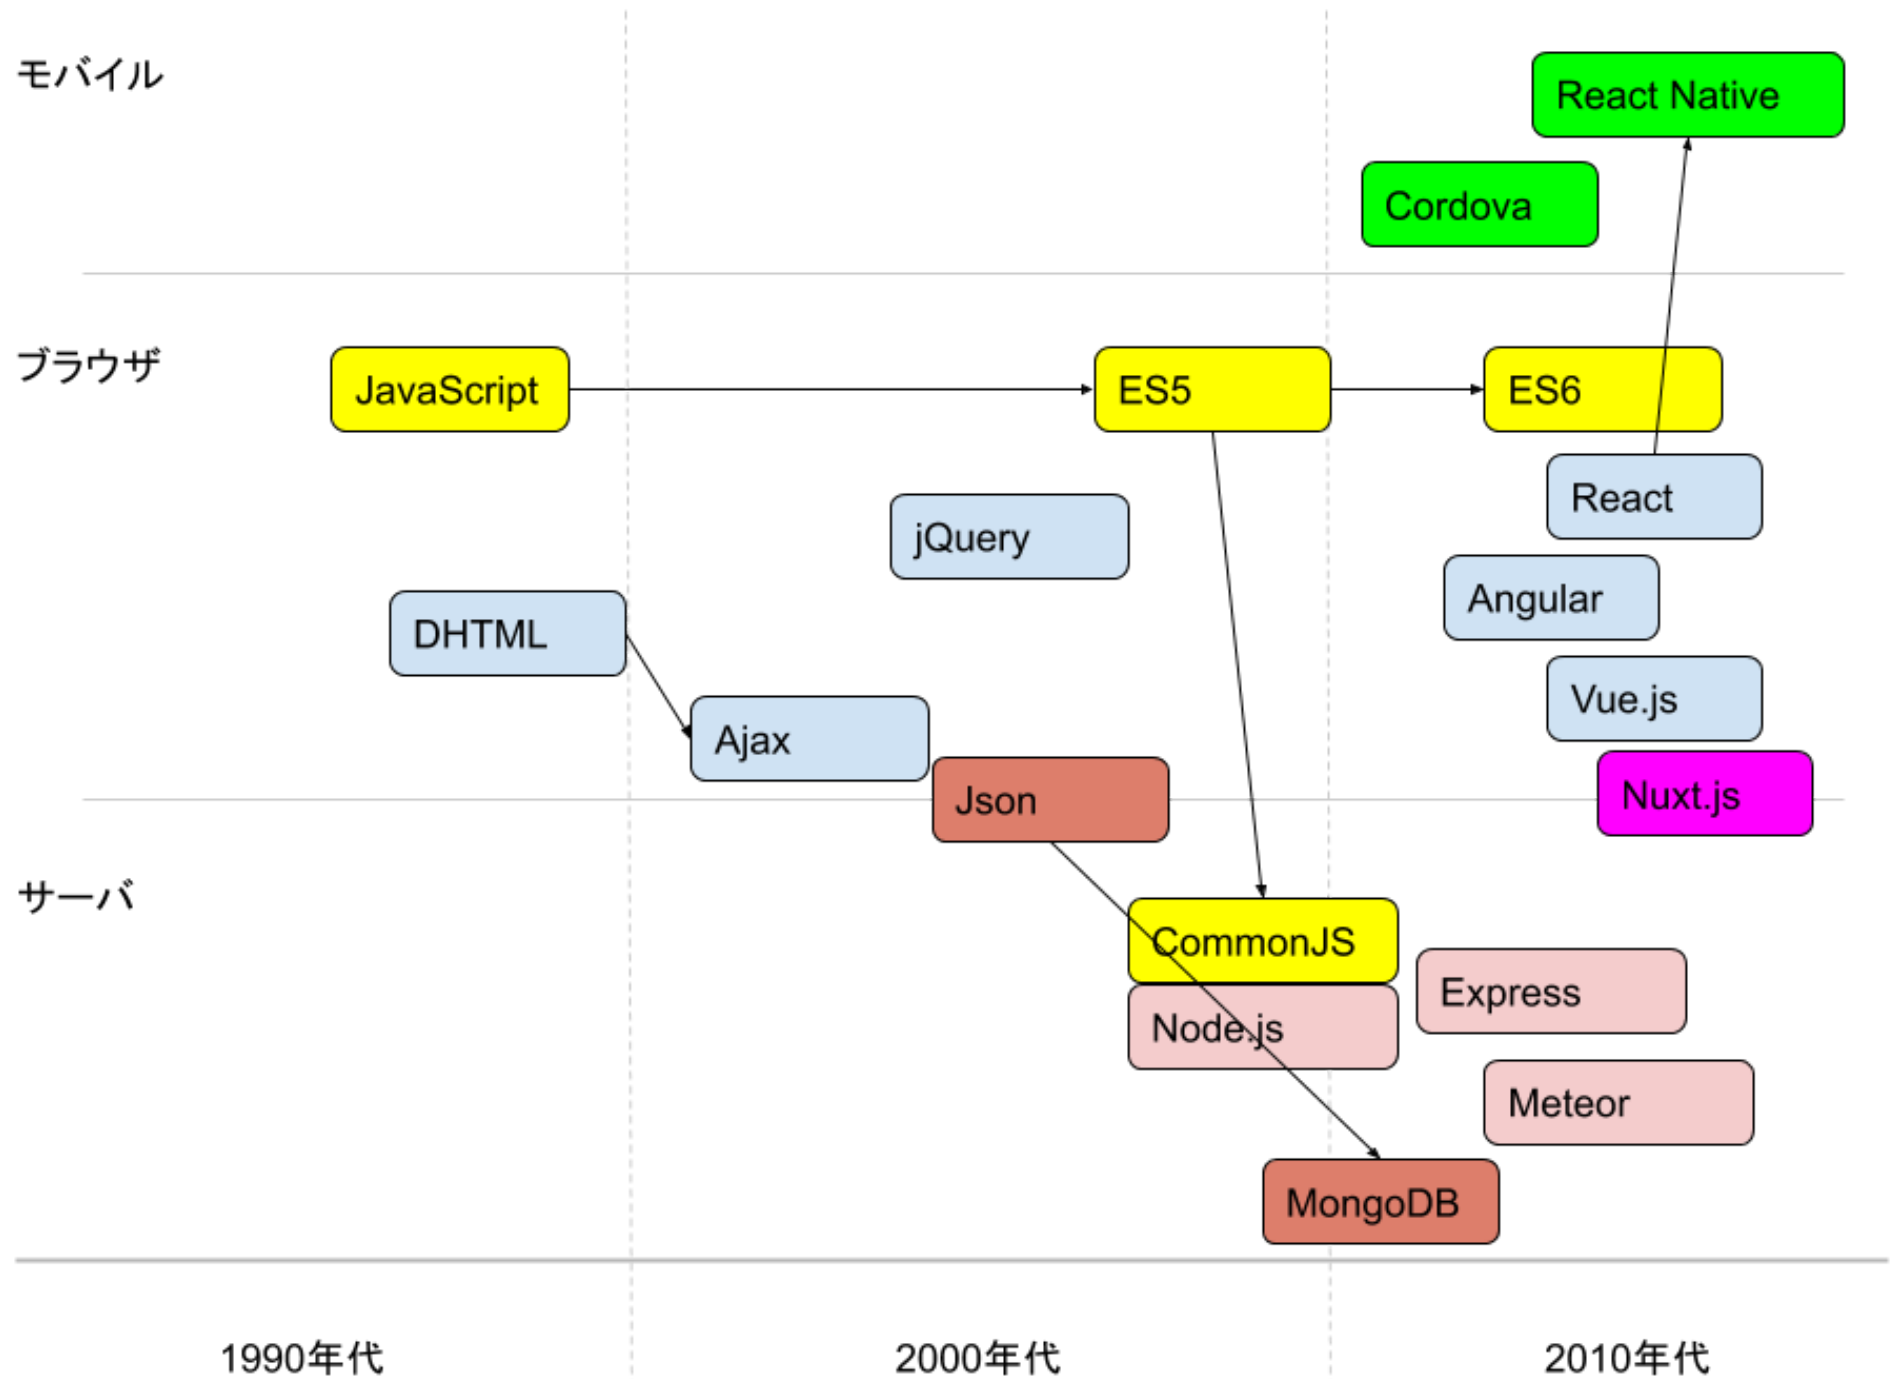 モバイル
React Native
Cordova
ブラウザ
JavaScript
ES5
ES6
React
jQuery
Angular
DHTML
Vue.js
Ajax
Json
Nuxt.js
サーバ
CommonJS
Express
Node.js
Meteor
MongoDB
1990年代
2000年代
2010年代